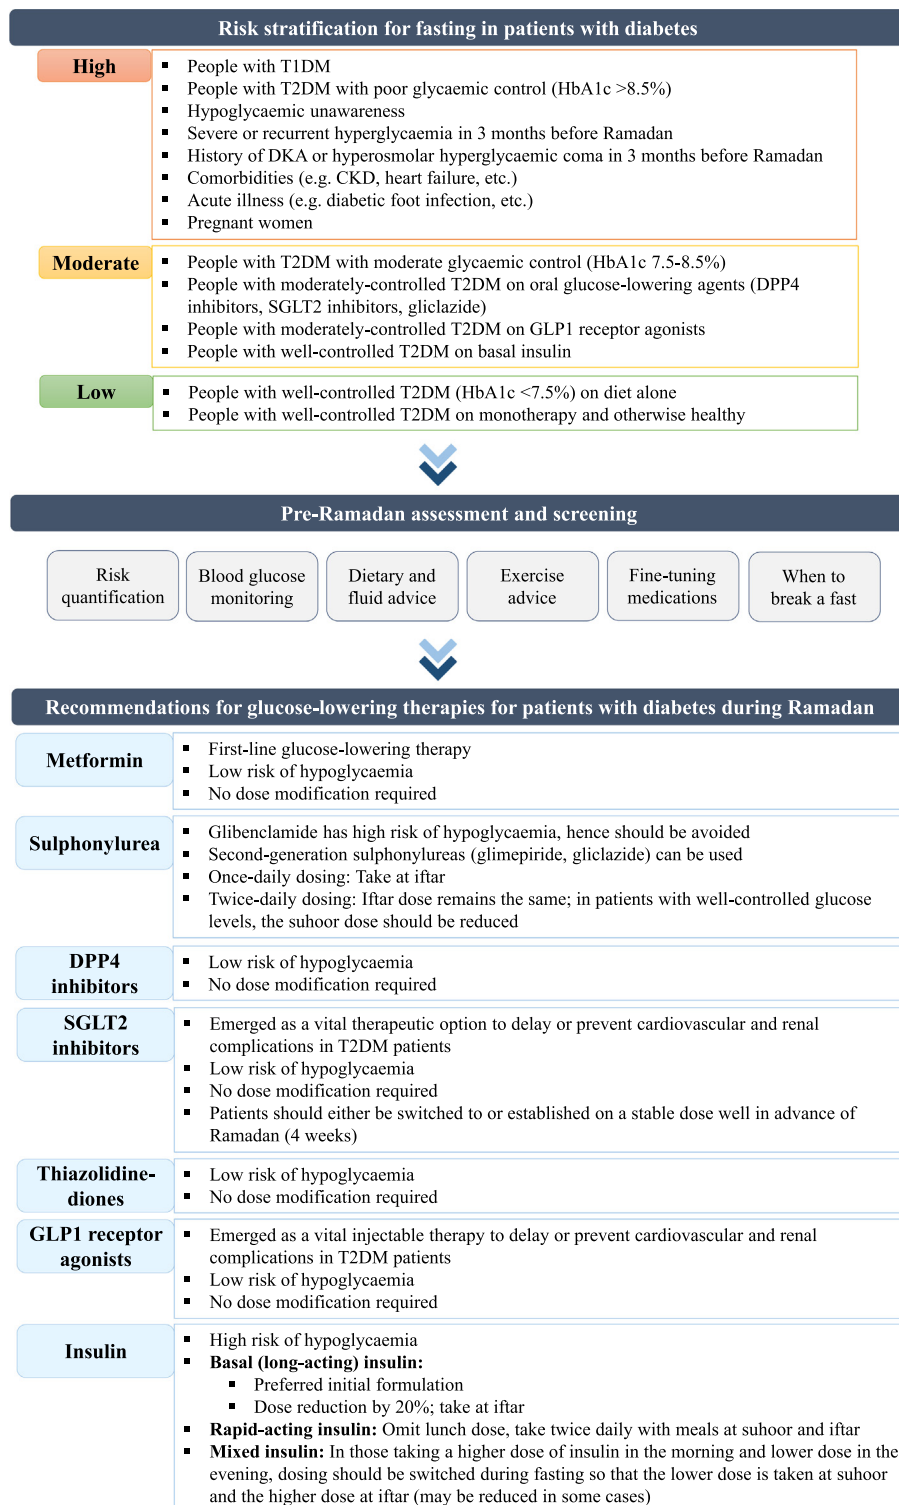 Risk stratification for fasting in patients with diabetes
High
▪ People with T1DM
▪ People with T2DM with poor glycaemic control (HbA1c >8.5%)
▪ Hypoglycaemic unawareness
▪ Severe or recurrent hyperglycaemia in 3 months before Ramadan
▪ History of DKA or hyperosmolar hyperglycaemic coma in 3 months before Ramadan
▪ Comorbidities (e.g. CKD, heart failure, etc.)
▪ Acute illness (e.g. diabetic foot infection, etc.)
▪ Pregnant women
Moderate
▪ People with T2DM with moderate glycaemic control (HbA1c 7.5-8.5%)
▪ People with moderately-controlled T2DM on oral glucose-lowering agents (DPP4
inhibitors, SGLT2 inhibitors, gliclazide)
▪ People with moderately-controlled T2DM on GLP1 receptor agonists
▪ People with well-controlled T2DM on basal insulin
Low
▪ People with well-controlled T2DM (HbA1c <7.5%) on diet alone
▪ People with well-controlled T2DM on monotherapy and otherwise healthy
Pre-Ramadan assessment and screening
Risk
quantification
Blood glucose
monitoring
Dietary and
fluid advice
Exercise
advice
Fine-tuning
medications
When to
break a fast
Recommendations for glucose-lowering therapies for patients with diabetes during Ramadan
Metformin
▪ First-line glucose-lowering therapy
▪ Low risk of hypoglycaemia
▪ No dose modification required
Sulphonylurea
▪ Glibenclamide has high risk of hypoglycaemia, hence should be avoided
▪ Second-generation sulphonylureas (glimepiride, gliclazide) can be used
▪ Once-daily dosing: Take at iftar
▪ Twice-daily dosing: Iftar dose remains the same; in patients with well-controlled glucose
levels, the suhoor dose should be reduced
DPP4
inhibitors
▪ Low risk of hypoglycaemia
▪ No dose modification required
SGLT2
inhibitors
▪ Emerged as a vital therapeutic option to delay or prevent cardiovascular and renal
complications in T2DM patients
▪ Low risk of hypoglycaemia
▪ No dose modification required
▪ Patients should either be switched to or established on a stable dose well in advance of
Ramadan (4 weeks)
Thiazolidine-
diones
▪ Low risk of hypoglycaemia
▪ No dose modification required
GLP1 receptor
agonists
▪ Emerged as a vital injectable therapy to delay or prevent cardiovascular and renal
complications in T2DM patients
▪ Low risk of hypoglycaemia
▪ No dose modification required
Insulin
▪ High risk of hypoglycaemia
▪ Basal (long-acting) insulin:
▪ Preferred initial formulation
▪ Dose reduction by 20%; take at iftar
▪ Rapid-acting insulin: Omit lunch dose, take twice daily with meals at suhoor and iftar
▪ Mixed insulin: In those taking a higher dose of insulin in the morning and lower dose in the
evening, dosing should be switched during fasting so that the lower dose is taken at suhoor
and the higher dose at iftar (may be reduced in some cases)